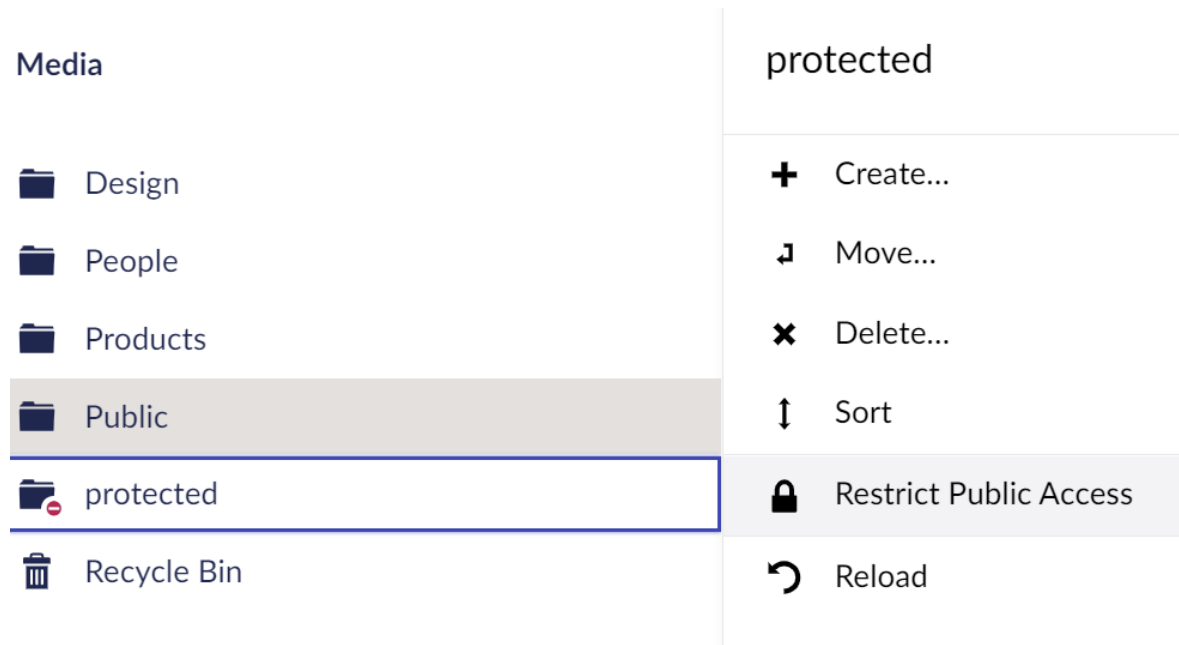 Media
Design
People
Products
Public
protected
Recycle Bin
protected
Create...
Move...
Delete...
Sort
Restrict Public Access
Reload